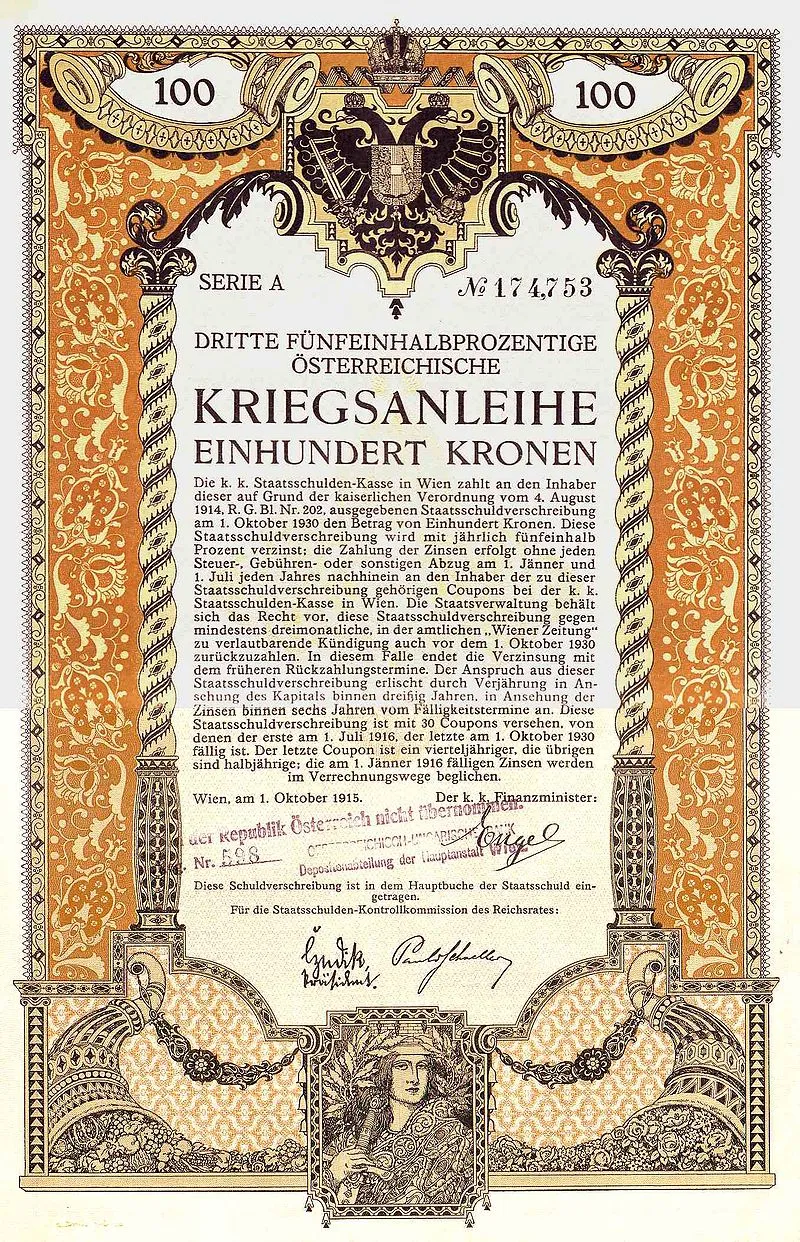 100
100
SERIE A
№ 174,753
DRITTE FÜNFEINHALBPROZENTIGE
ÖSTERREICHISCHE
KRIEGSANLEIHE
EINHUNDERT KRONEN
Die k. k. Staatsschulden-Kasse in Wien zahlt an den Inhaber
dieser auf Grund der kaiserlichen Verordnung vom 4. August
1914, R. G. Bl. Nr. 202, ausgegebenen Staatsschuldverschreibung
am 1. Oktober 1930 den Betrag von Einhundert Kronen. Diese
Staatsschuldverschreibung wird mit jährlich fünfeinhalb
Prozent verzinst; die Zahlung der Zinsen erfolgt ohne jeden
Steuer-, Gebühren- oder sonstigen Abzug am 1. Jänner und
1. Juli jeden Jahres nachhinein an den Inhaber der zu dieser
Staatsschuldverschreibung gehörigen Coupons bei der k. k.
Staatsschulden-Kasse in Wien. Die Staatsverwaltung behält
sich das Recht vor, diese Staatsschuldverschreibung gegen
mindestens dreimonatliche, in der amtlichen „Wiener Zeitung“
zu verlautbarende Kündigung auch vor dem 1. Oktober 1930
zurückzuzahlen. In diesem Falle endet die Verzinsung mit
dem früheren Rückzahlungstermine. Der Anspruch aus dieser
Staatsschuldverschreibung erlischt durch Verjährung in An-
sehung des Kapitals binnen dreißig Jahren, in Ansehung der
Zinsen binnen sechs Jahren vom Fälligkeitstermine an. Diese
Staatsschuldverschreibung ist mit 30 Coupons versehen, von
denen der erste am 1. Juli 1916, der letzte am 1. Oktober 1930
fällig ist. Der letzte Coupon ist ein vierteljähriger, die übrigen
sind halbjährige; die am 1. Jänner 1916 fälligen Zinsen werden
im Verrechnungswege beglichen.
Wien, am 1. Oktober 1915.
Der k. k. Finanzminister:
der Republik Österreich nicht übernommen.
Nr. 598
OESTERREICHISCH-UNGARISCHE BANK
Depositenabteilung der Hauptanstalt Wien
Engel
Diese Schuldverschreibung ist in dem Hauptbuche der Staatsschuld ein-
getragen.
Für die Staatsschulden-Kontrollkommission des Reichsrates:
Präsident.